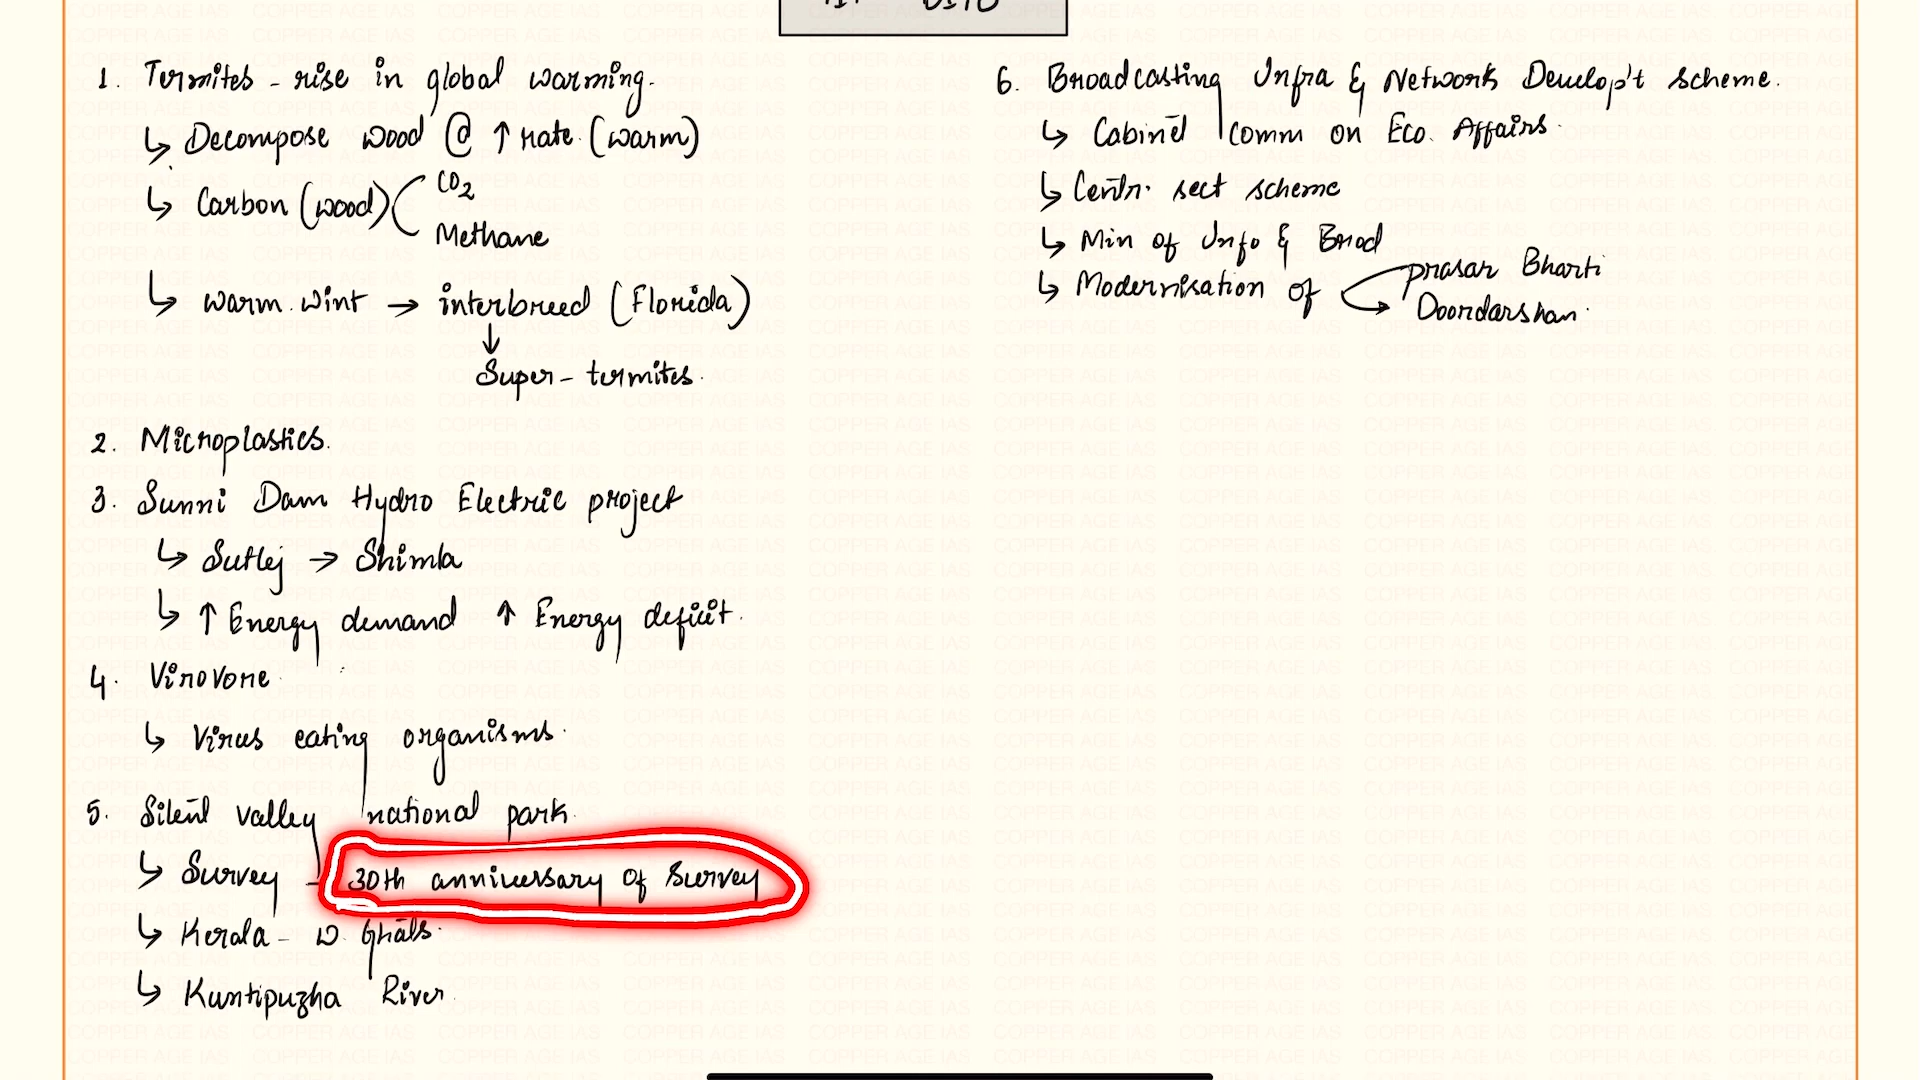 1. Termites - rise in global warming.
↳ Decompose wood @ ↑ rate (warm)
↳ Carbon (wood) CO2
Methane
↳ warm. wint → interbreed (Florida)
↓
Super-termites.
2. Microplastics.
3. Sunni Dam Hydro Electric project
↳ Sutlej → Shimla
↳ ↑ Energy demand ↑ Energy deficit.
4. Virovore
↳ Virus eating organisms.
5. Silent valley national park.
↳ Survey - 30th anniversary of Survey
↳ Kerala - W. Ghats.
↳ Kuntipuzha River.
6. Broadcasting Infra & Network Develop't scheme.
↳ Cabinet Comm on Eco. Affairs.
↳ Centr. sect scheme
↳ Min of Info & Broad
↳ Modernisation of prasar Bharti
→ Doordarshan.
COPPER AGE IAS